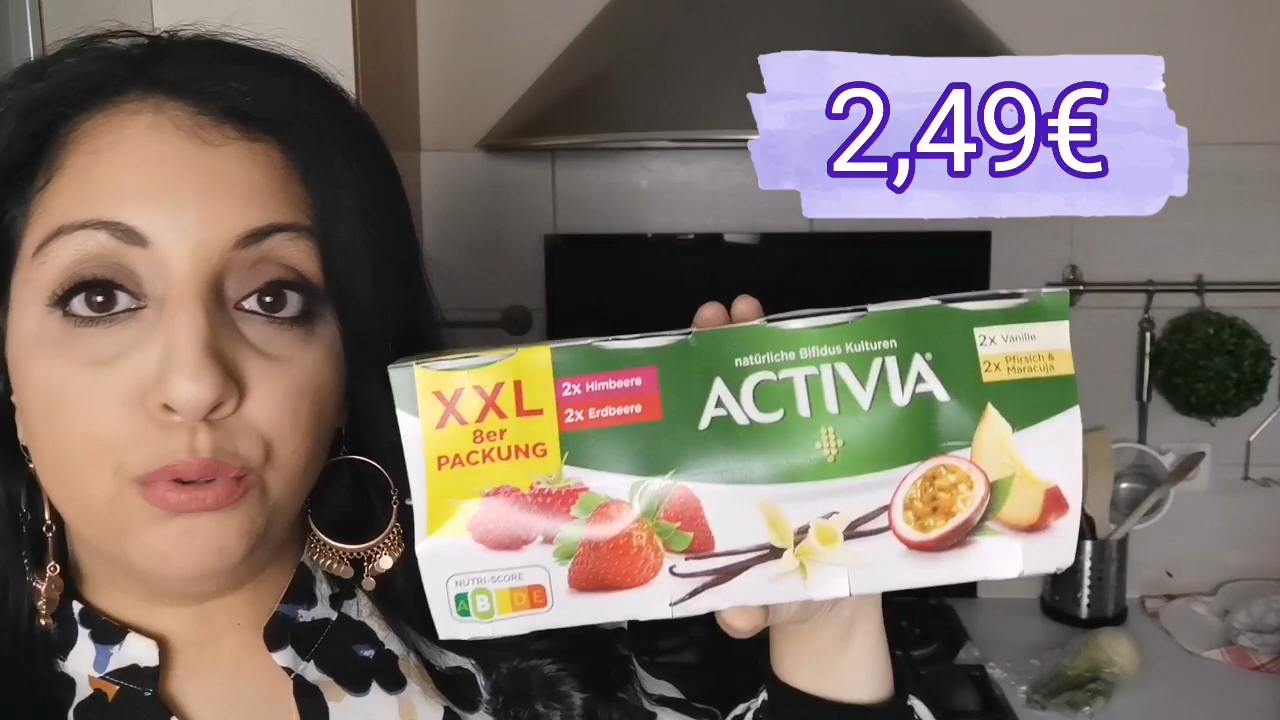 2,49€
XXL
8er
PACKUNG
2x Himbeere
2x Erdbeere
natürliche Bifidus Kulturen
ACTIVIA®
2x Vanille
2x Pfirsich &
Maracuja
NUTRI-SCORE
A B C D E